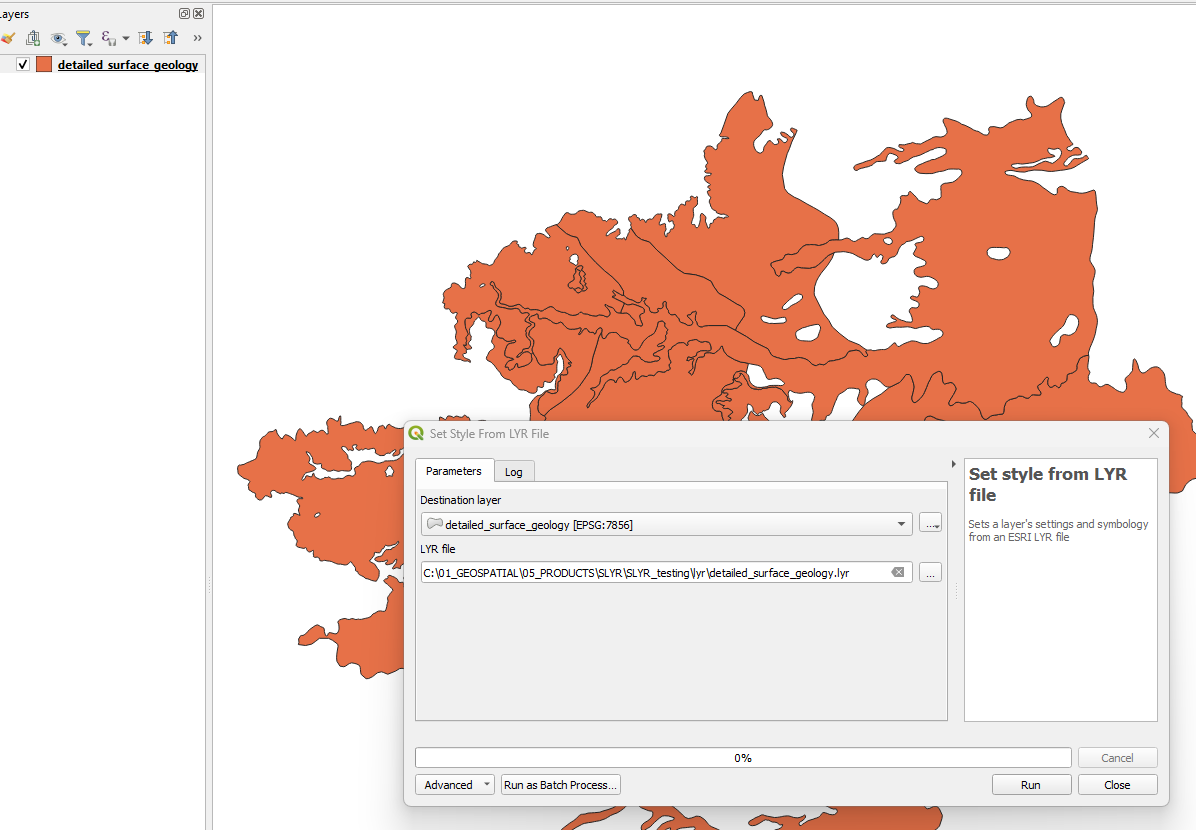 Layers
ε
»
detailed_surface_geology
Set Style From LYR File
Parameters
Log
Destination layer
detailed_surface_geology [EPSG:7856]
...
LYR file
C:\01_GEOSPATIAL\05_PRODUCTS\SLYR\SLYR_testing\lyr\detailed_surface_geology.lyr
...
Set style from LYR
file
Sets a layer's settings and symbology
from an ESRI LYR file
0%
Cancel
Advanced
Run as Batch Process...
Run
Close